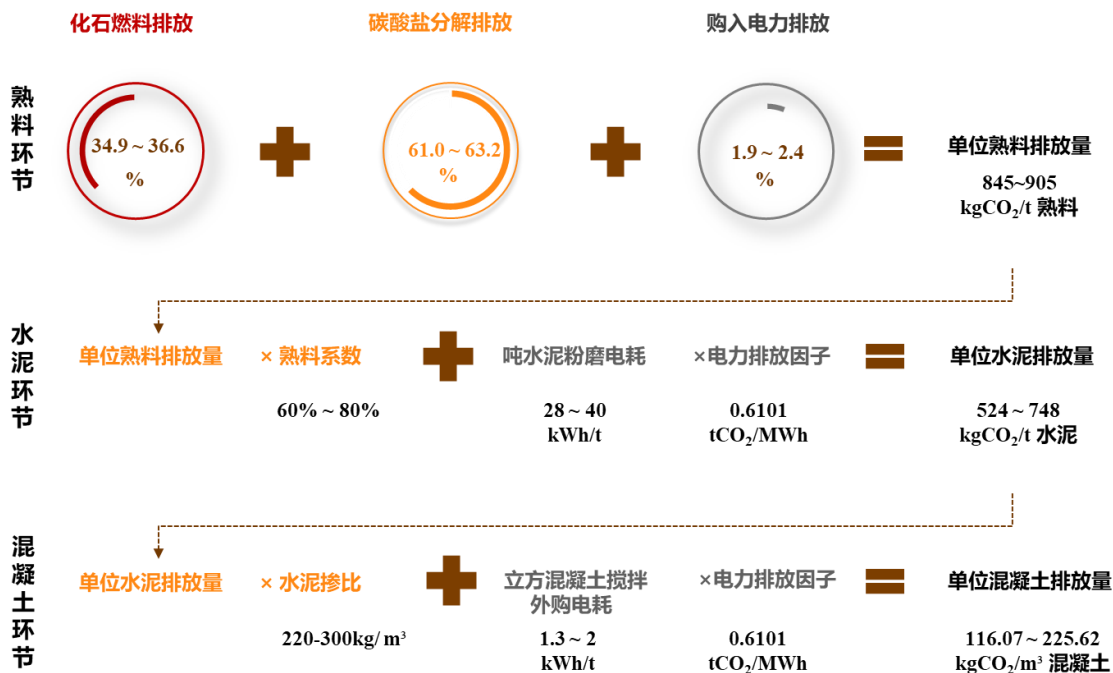 化石燃料排放
碳酸盐分解排放
购入电力排放
熟料环节
34.9 ~ 36.6
%
61.0 ~ 63.2
%
1.9 ~ 2.4
%
单位熟料排放量
845~905
kgCO₂/t 熟料
水泥环节
单位熟料排放量
× 熟料系数
吨水泥粉磨电耗
×电力排放因子
单位水泥排放量
60% ~ 80%
28 ~ 40
kWh/t
0.6101
tCO₂/MWh
524 ~ 748
kgCO₂/t 水泥
混凝土环节
单位水泥排放量
× 水泥掺比
立方混凝土搅拌
外购电耗
×电力排放因子
单位混凝土排放量
220-300kg/ m³
1.3 ~ 2
kWh/t
0.6101
tCO₂/MWh
116.07 ~ 225.62
kgCO₂/m³ 混凝土